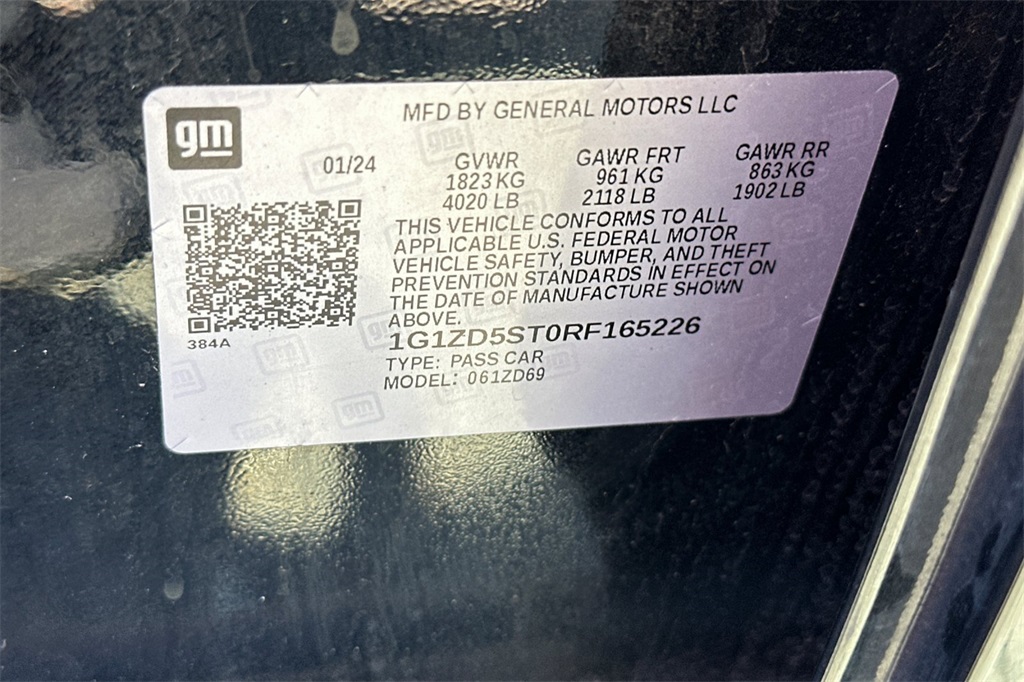 gm
MFD BY GENERAL MOTORS LLC
01/24
GVWR GAWR FRT GAWR RR
1823 KG 961 KG 863 KG
4020 LB 2118 LB 1902 LB
THIS VEHICLE CONFORMS TO ALL
APPLICABLE U.S. FEDERAL MOTOR
VEHICLE SAFETY, BUMPER, AND THEFT
PREVENTION STANDARDS IN EFFECT ON
THE DATE OF MANUFACTURE SHOWN
ABOVE.
384A
1G1ZD5ST0RF165226
TYPE: PASS CAR
MODEL: 061ZD69